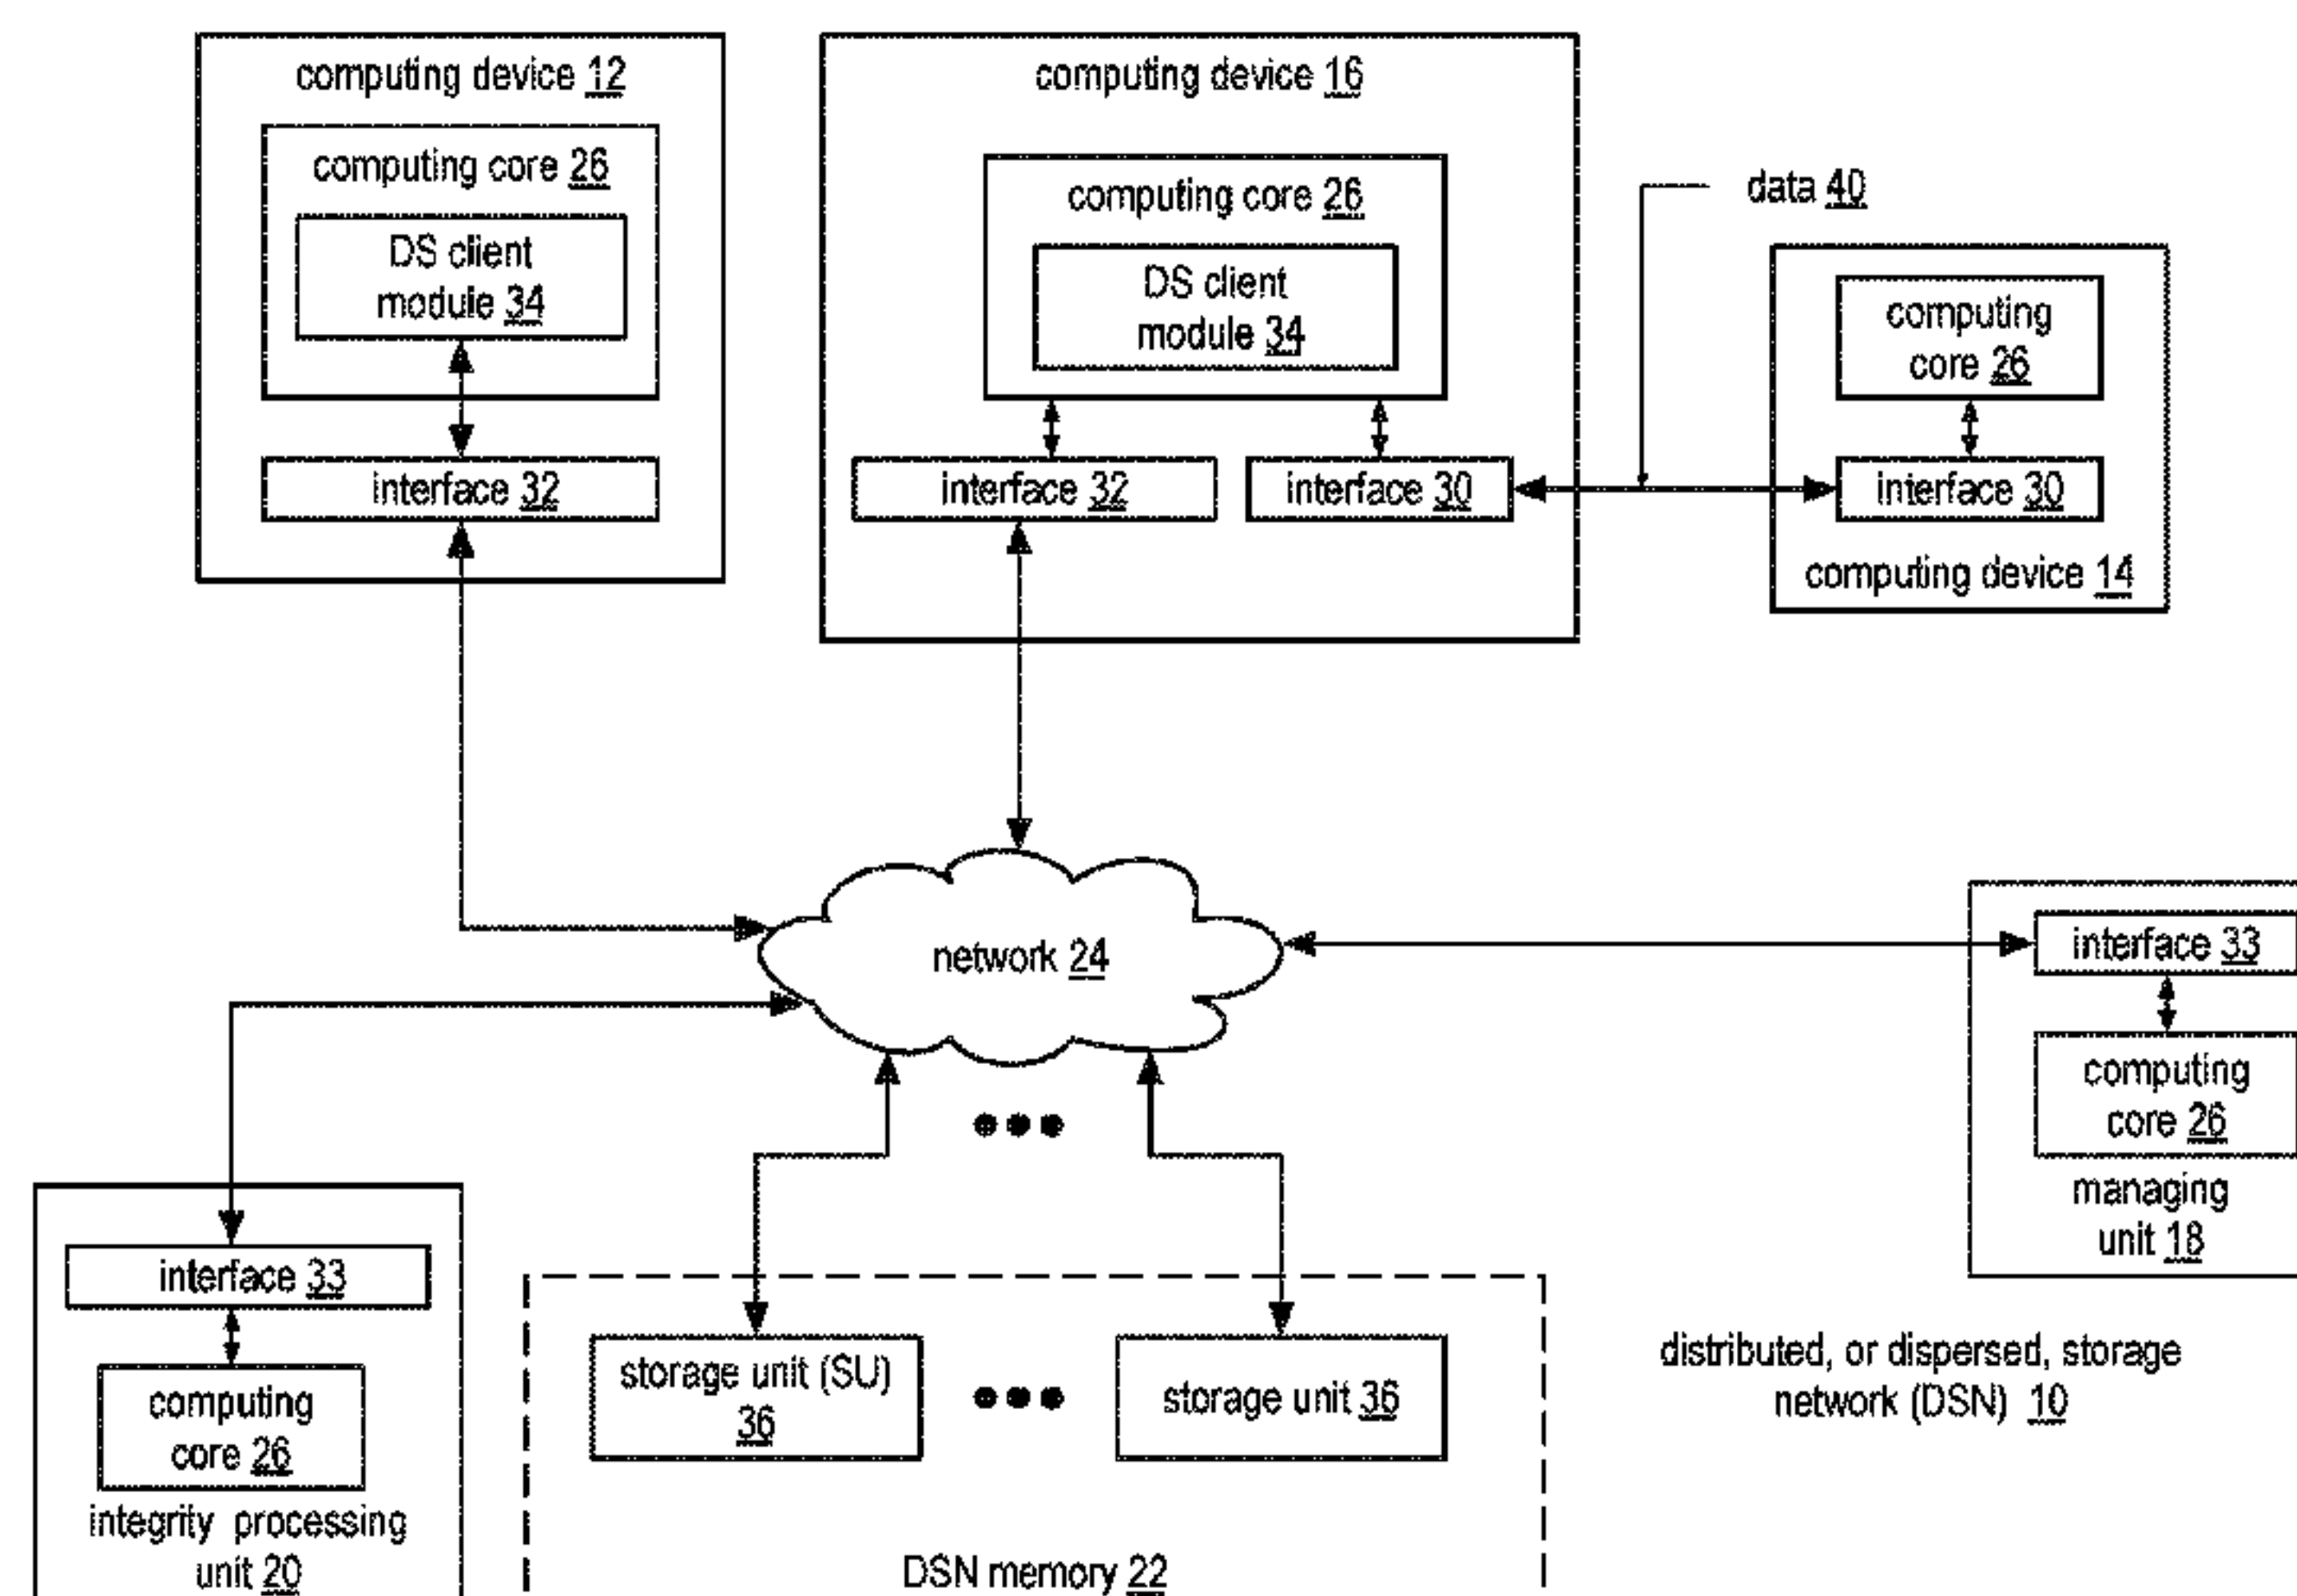 computing device 12
computing core 26
DS client
module 34
interface 32
computing device 16
computing core 26
DS client
module 34
interface 32
interface 30
data 40
computing
core 26
interface 30
computing device 14
network 24
interface 33
computing
core 26
managing
unit 18
interface 33
computing
core 26
integrity processing
unit 20
storage unit (SU)
36
storage unit 36
DSN memory 22
distributed, or dispersed, storage
network (DSN) 10